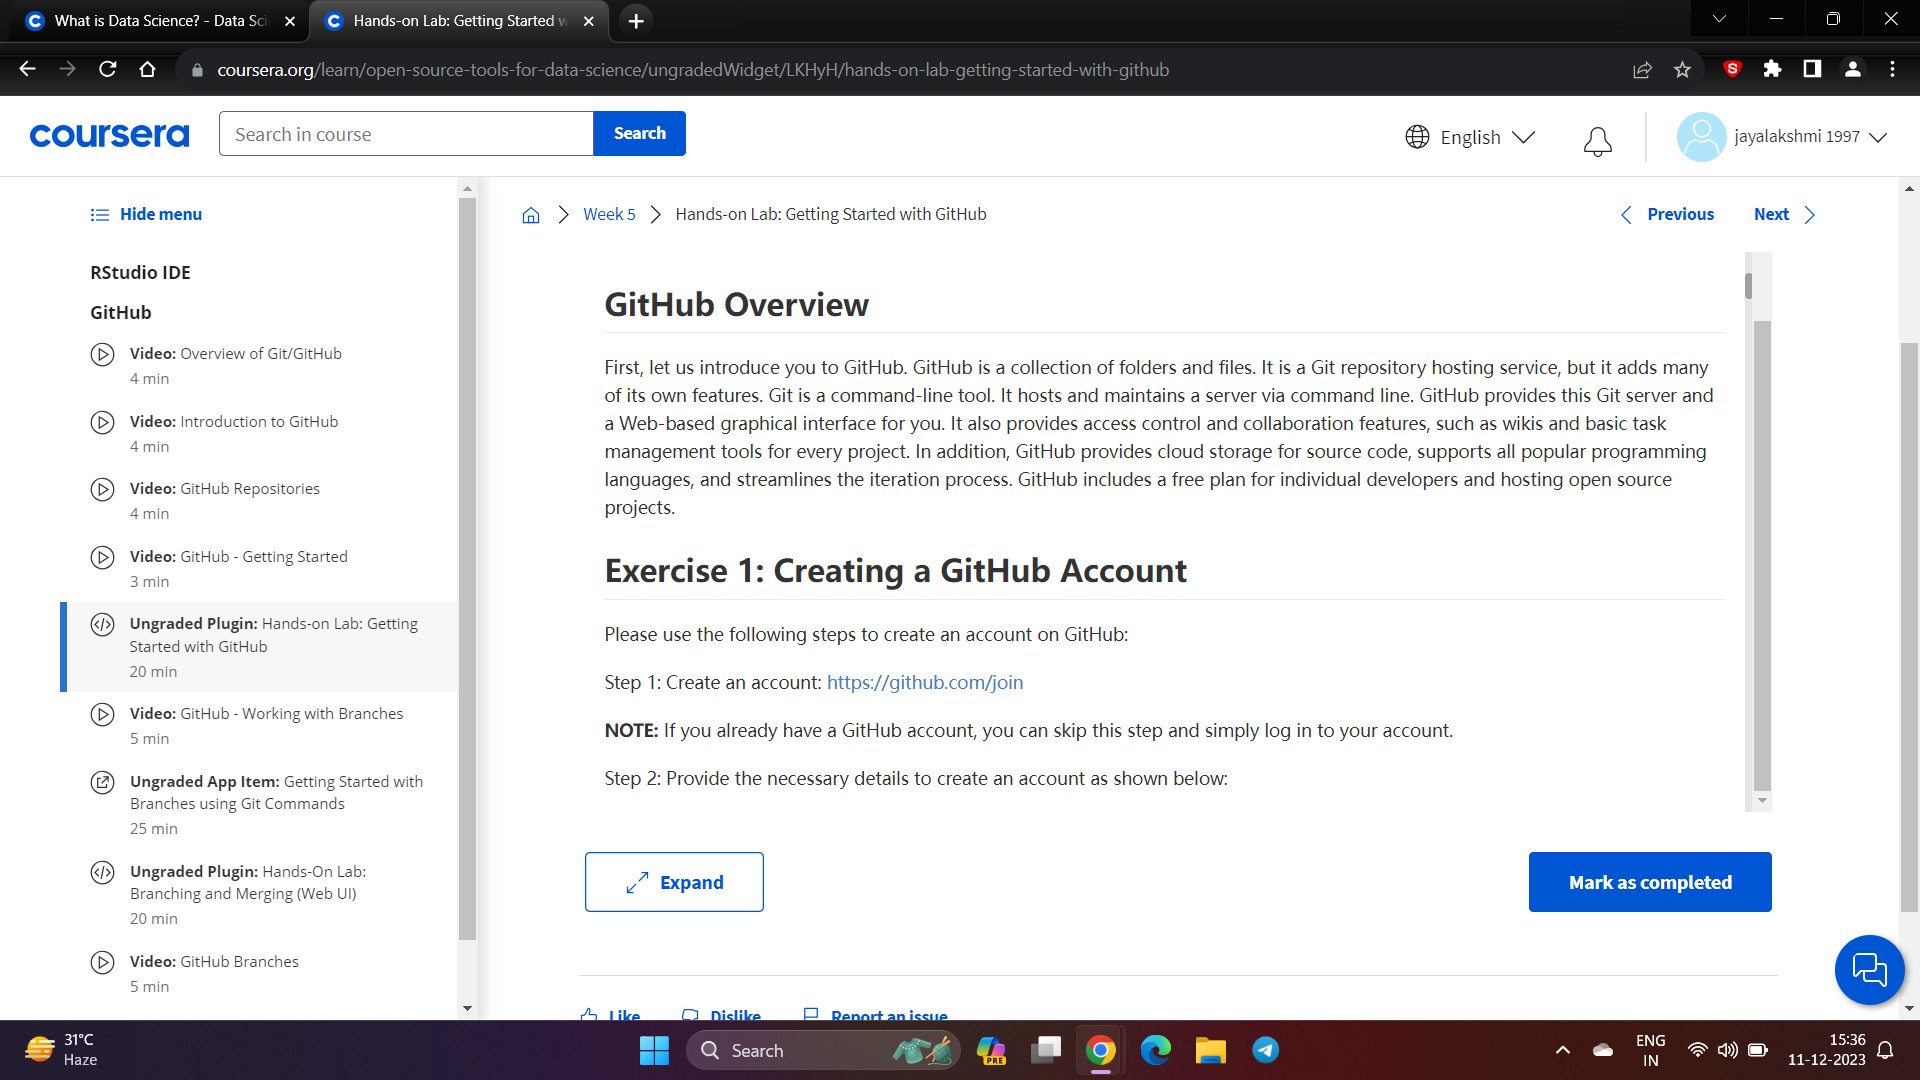 What is Data Science? - Data Sci
Hands-on Lab: Getting Started w
coursera.org/learn/open-source-tools-for-data-science/ungradedWidget/LKHyH/hands-on-lab-getting-started-with-github
coursera
Search in course
Search
English
jayalakshmi 1997
Hide menu
RStudio IDE
GitHub
Video: Overview of Git/GitHub
4 min
Video: Introduction to GitHub
4 min
Video: GitHub Repositories
4 min
Video: GitHub - Getting Started
3 min
Ungraded Plugin: Hands-on Lab: Getting
Started with GitHub
20 min
Video: GitHub - Working with Branches
5 min
Ungraded App Item: Getting Started with
Branches using Git Commands
25 min
Ungraded Plugin: Hands-On Lab:
Branching and Merging (Web UI)
20 min
Video: GitHub Branches
5 min
Week 5
Hands-on Lab: Getting Started with GitHub
Previous
Next
GitHub Overview
First, let us introduce you to GitHub. GitHub is a collection of folders and files. It is a Git repository hosting service, but it adds many
of its own features. Git is a command-line tool. It hosts and maintains a server via command line. GitHub provides this Git server and
a Web-based graphical interface for you. It also provides access control and collaboration features, such as wikis and basic task
management tools for every project. In addition, GitHub provides cloud storage for source code, supports all popular programming
languages, and streamlines the iteration process. GitHub includes a free plan for individual developers and hosting open source
projects.
Exercise 1: Creating a GitHub Account
Please use the following steps to create an account on GitHub:
Step 1: Create an account: https://github.com/join
NOTE: If you already have a GitHub account, you can skip this step and simply log in to your account.
Step 2: Provide the necessary details to create an account as shown below:
Expand
Mark as completed
Like
Dislike
Report an issue
31°C
Haze
Search
PRE
ENG
IN
15:36
11-12-2023